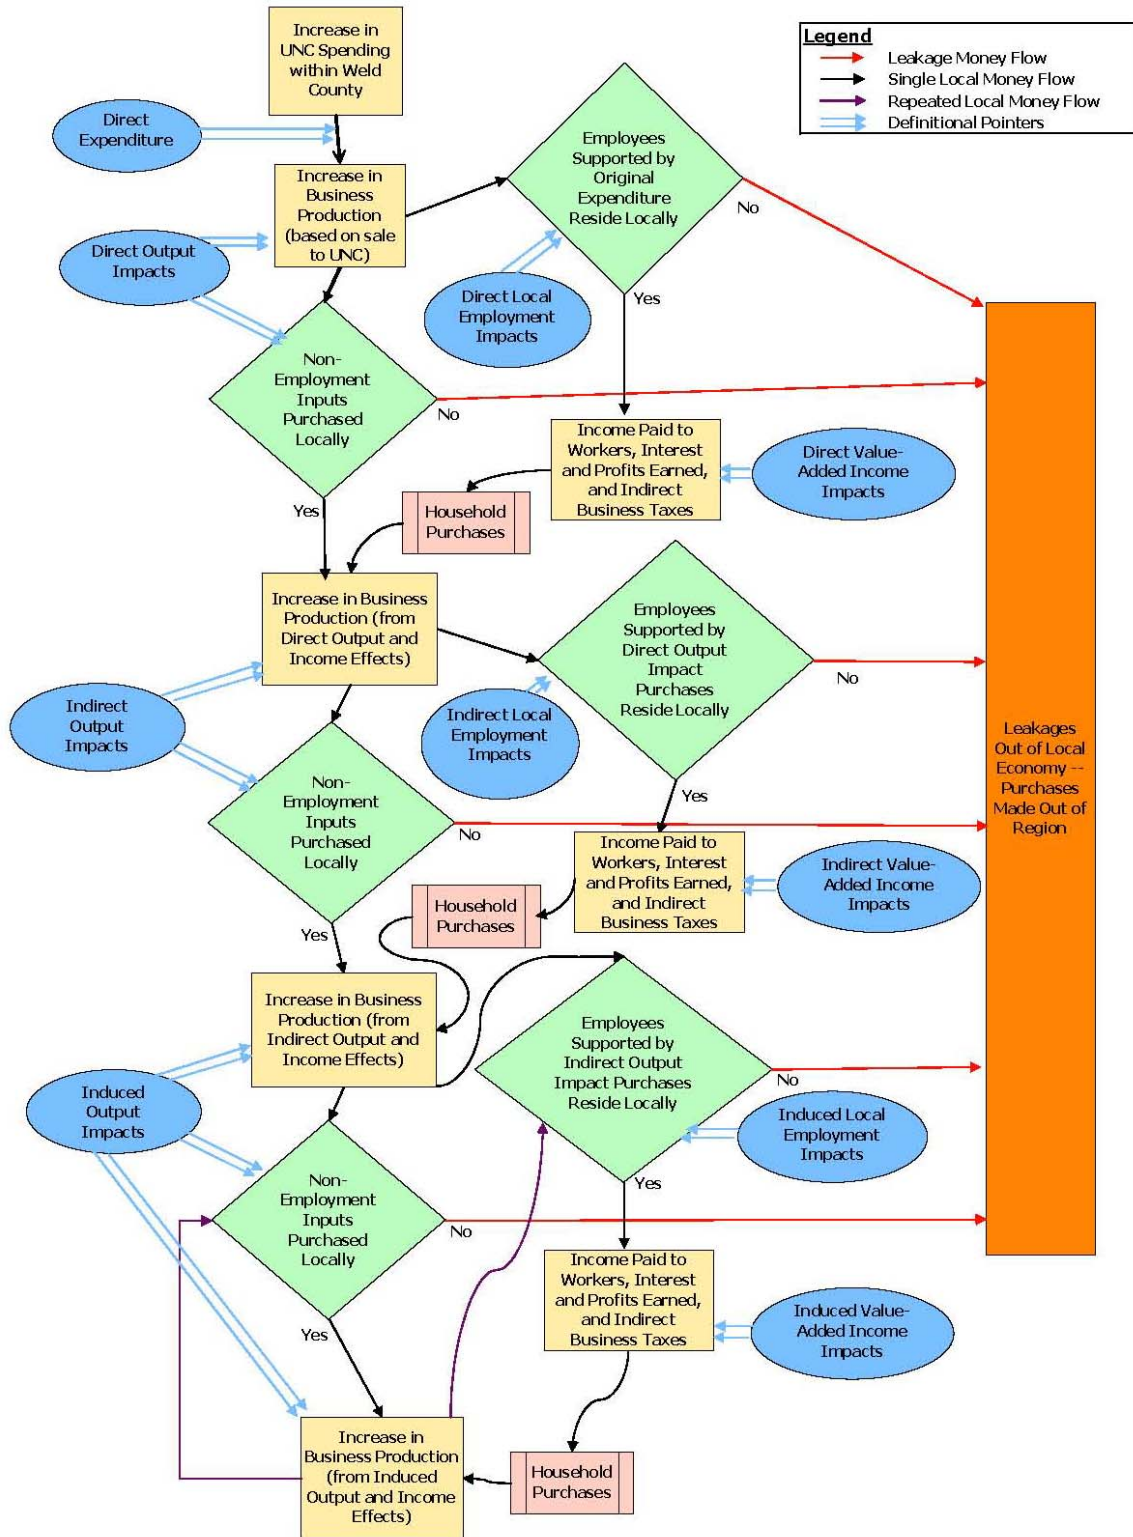 Increase in
UNC Spending
within Weld
County
Legend
Leakage Money Flow
Single Local Money Flow
Repeated Local Money Flow
Definitional Pointers
Direct
Expenditure
Employees
Supported by
Original
Expenditure
Reside Locally
No
Yes
Increase in
Business
Production
(based on sale
to UNC)
Direct Output
Impacts
Direct Local
Employment
Impacts
Non-
Employment
Inputs
Purchased
Locally
No
Yes
Income Paid to
Workers, Interest
and Profits Earned,
and Indirect
Business Taxes
Direct Value-
Added Income
Impacts
Household
Purchases
Increase in Business
Production (from
Direct Output and
Income Effects)
Employees
Supported by
Direct Output
Impact
Purchases
Reside Locally
No
Yes
Indirect
Output
Impacts
Indirect Local
Employment
Impacts
Leakages
Out of Local
Economy --
Purchases
Made Out of
Region
Non-
Employment
Inputs
Purchased
Locally
No
Yes
Income Paid to
Workers, Interest
and Profits Earned,
and Indirect
Business Taxes
Indirect Value-
Added Income
Impacts
Household
Purchases
Increase in Business
Production (from
Indirect Output and
Income Effects)
Employees
Supported by
Indirect Output
Impact Purchases
Reside Locally
No
Yes
Induced
Output
Impacts
Induced Local
Employment
Impacts
Non-
Employment
Inputs
Purchased
Locally
No
Yes
Income Paid to
Workers, Interest
and Profits Earned,
and Indirect
Business Taxes
Induced Value-
Added Income
Impacts
Increase in
Business Production
(from Induced
Output and Income
Effects)
Household
Purchases